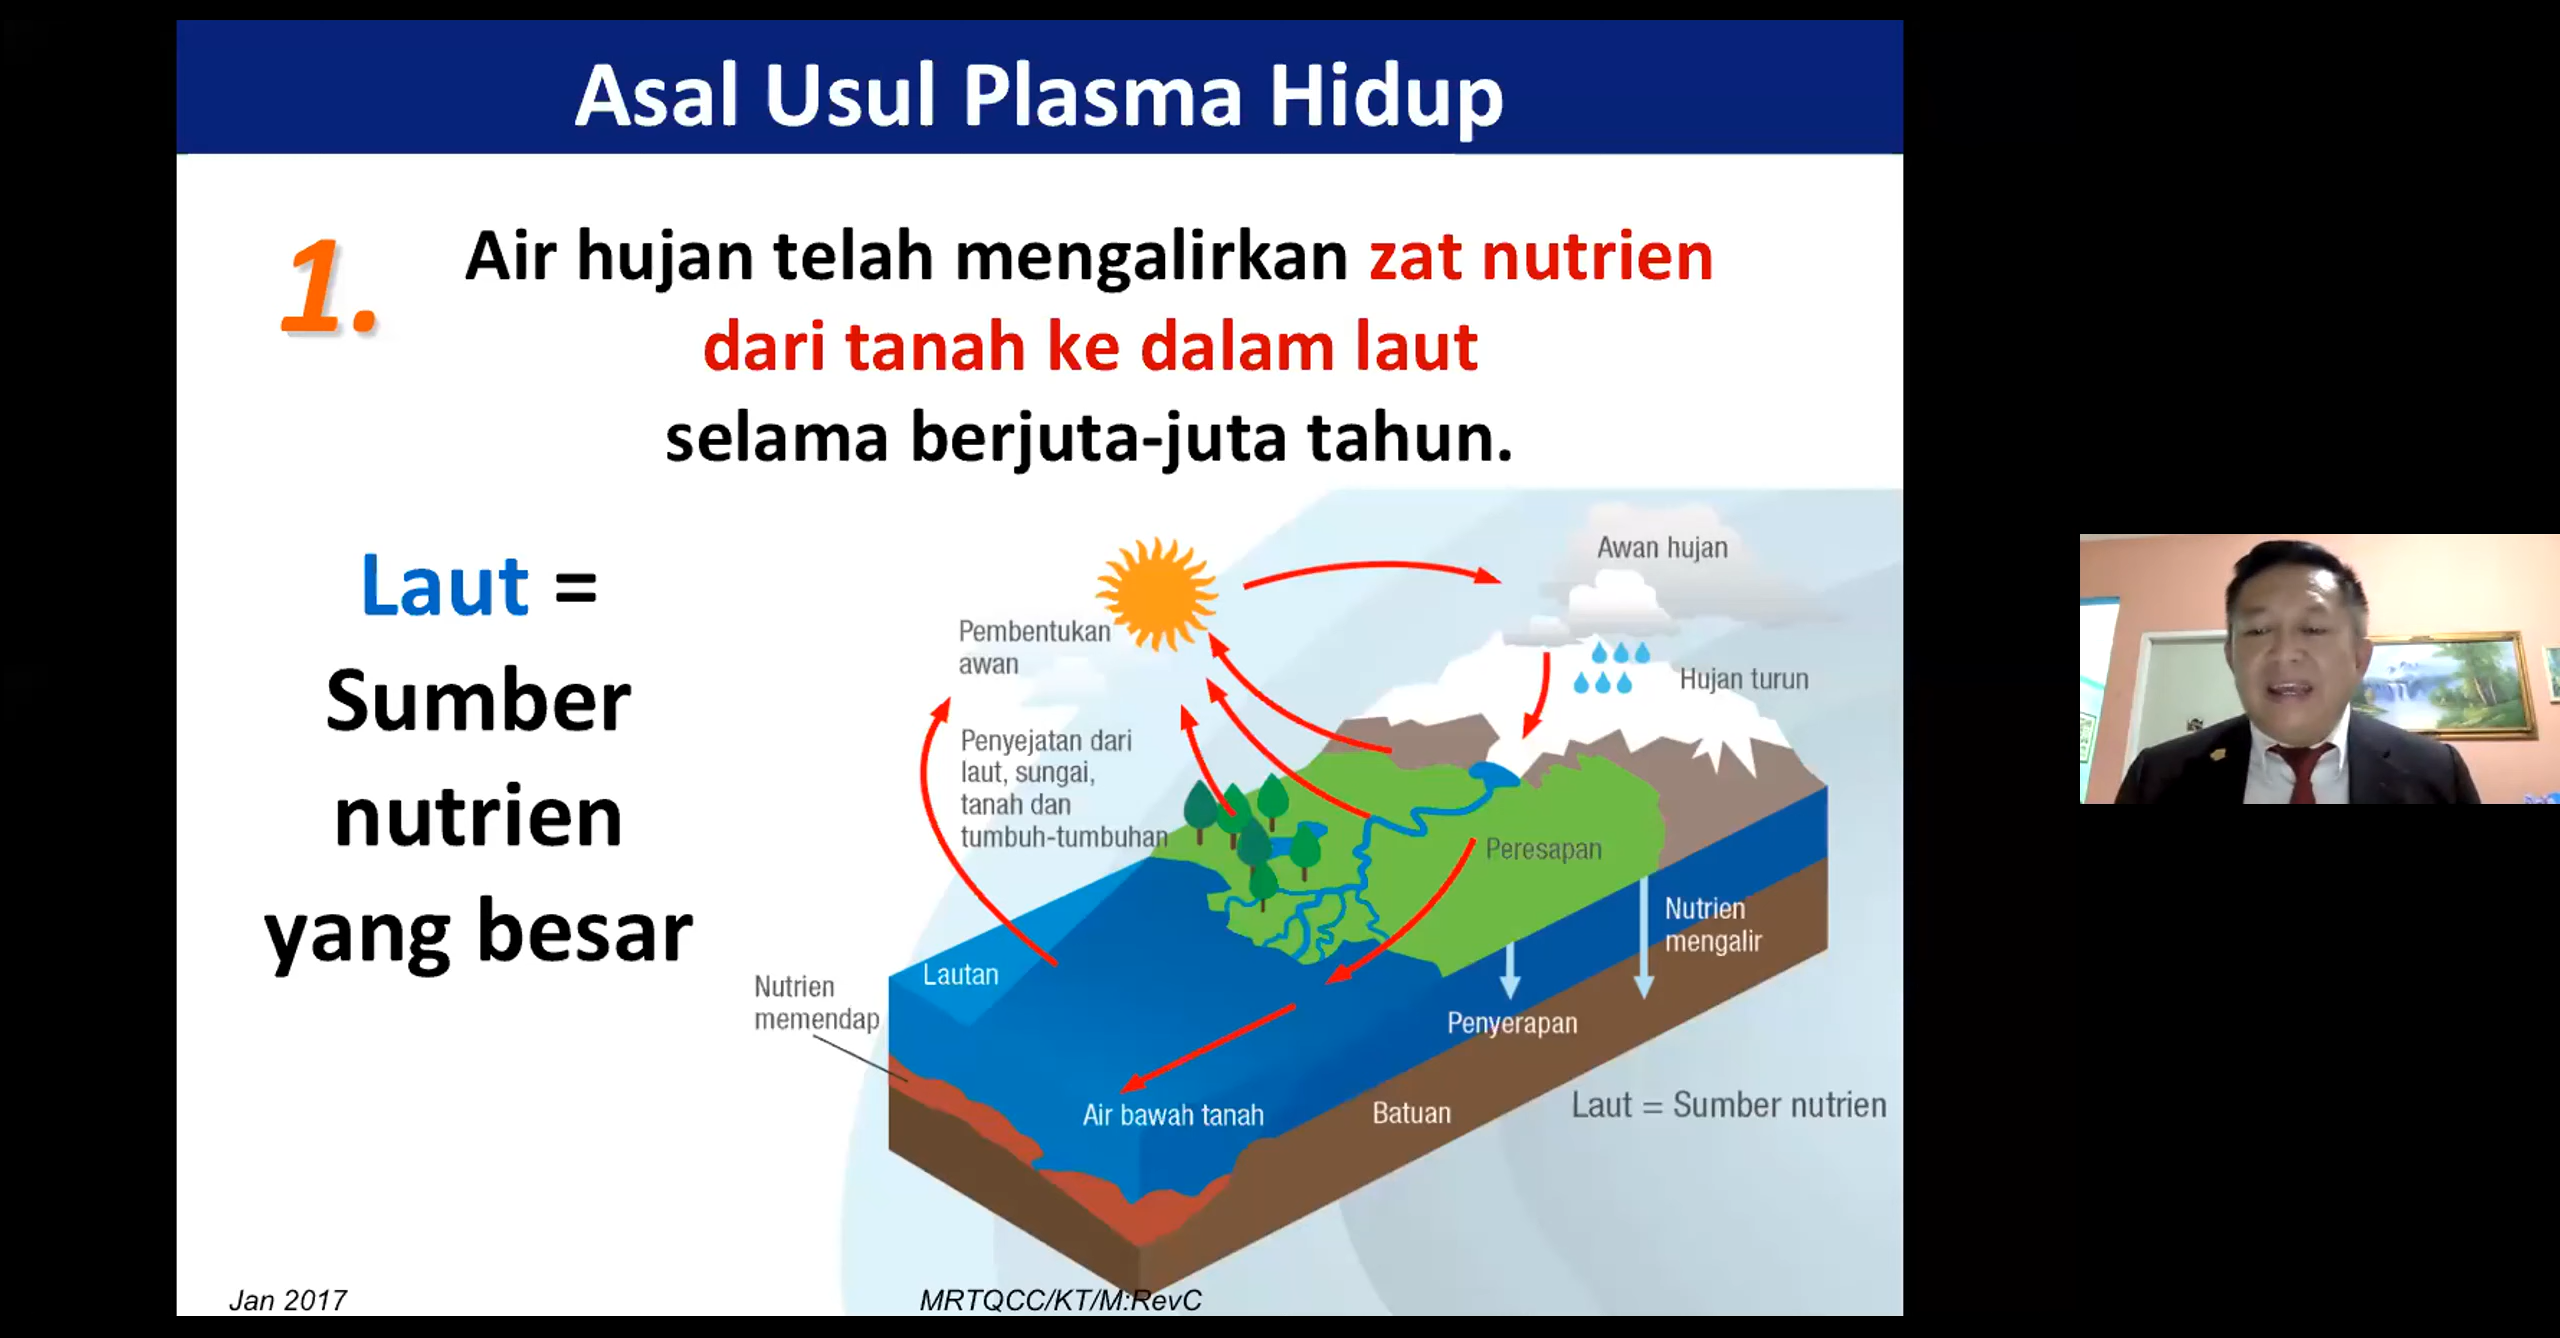 Asal Usul Plasma Hidup
1.
Air hujan telah mengalirkan zat nutrien
dari tanah ke dalam laut
selama berjuta-juta tahun.
Laut =
Sumber
nutrien
yang besar
Awan hujan
Pembentukan
awan
Hujan turun
Penyejatan dari
laut, sungai,
tanah dan
tumbuh-tumbuhan
Peresapan
Nutrien
mengalir
Lautan
Nutrien
memendap
Penyerapan
Air bawah tanah
Batuan
Laut = Sumber nutrien
Jan 2017
MRTQCC/KT/M:RevC